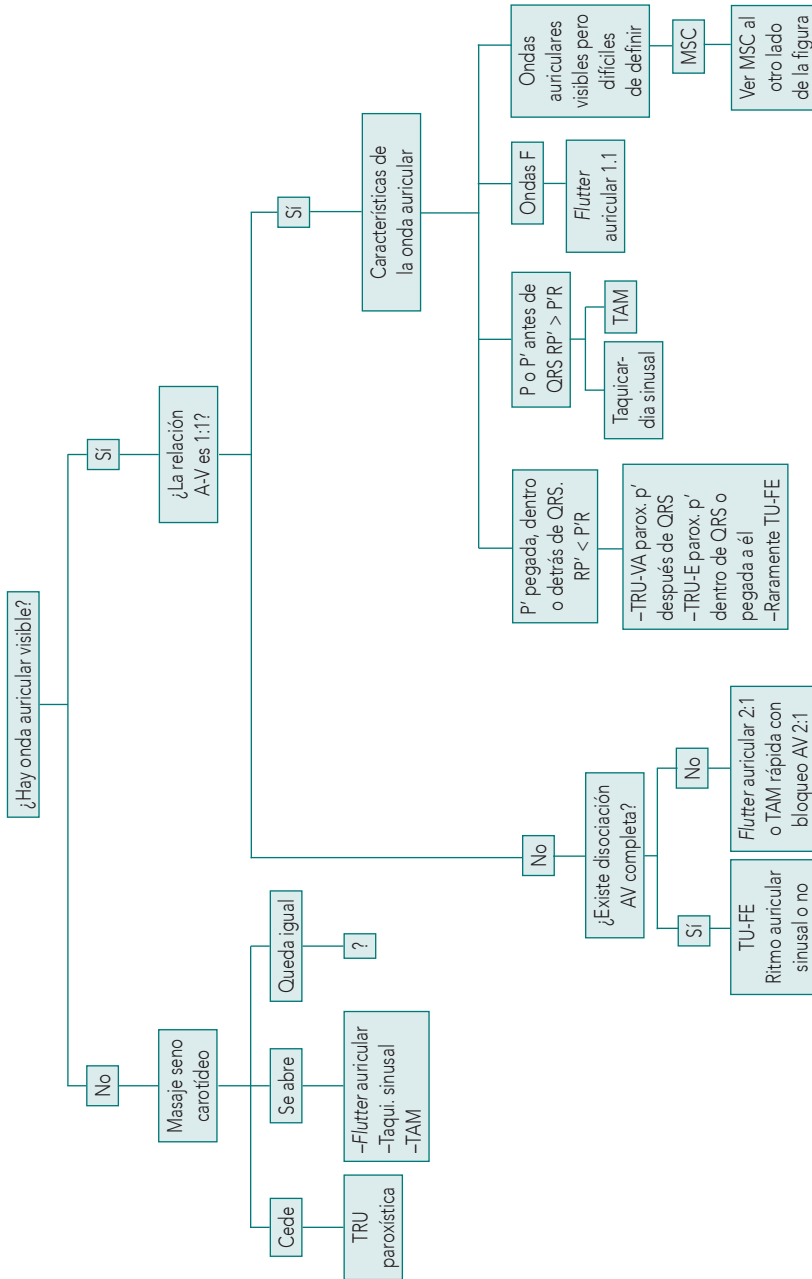 ¿Hay onda auricular visible?
No
Masaje seno
carotídeo
Cede
TRU
paroxística
Se abre
–Flutter auricular
–Taqui. sinusal
–TAM
Queda igual
?
Sí
¿La relación
A-V es 1:1?
No
¿Existe disociación
AV completa?
Sí
TU-FE
Ritmo auricular
sinusal o no
No
Flutter auricular 2:1
o TAM rápida con
bloqueo AV 2:1
Sí
Características de
la onda auricular
P’ pegada, dentro
o detrás de QRS.
RP’ < P’R
–TRU-VA parox. p’
después de QRS
–TRU-E parox. p’
dentro de QRS o
pegada a él
–Raramente TU-FE
P o P’ antes de
QRS RP’ > P’R
Taquicar-
dia sinusal
TAM
Ondas F
Flutter
auricular 1.1
Ondas
auriculares
visibles pero
difíciles
de definir
MSC
Ver MSC al
otro lado
de la figura